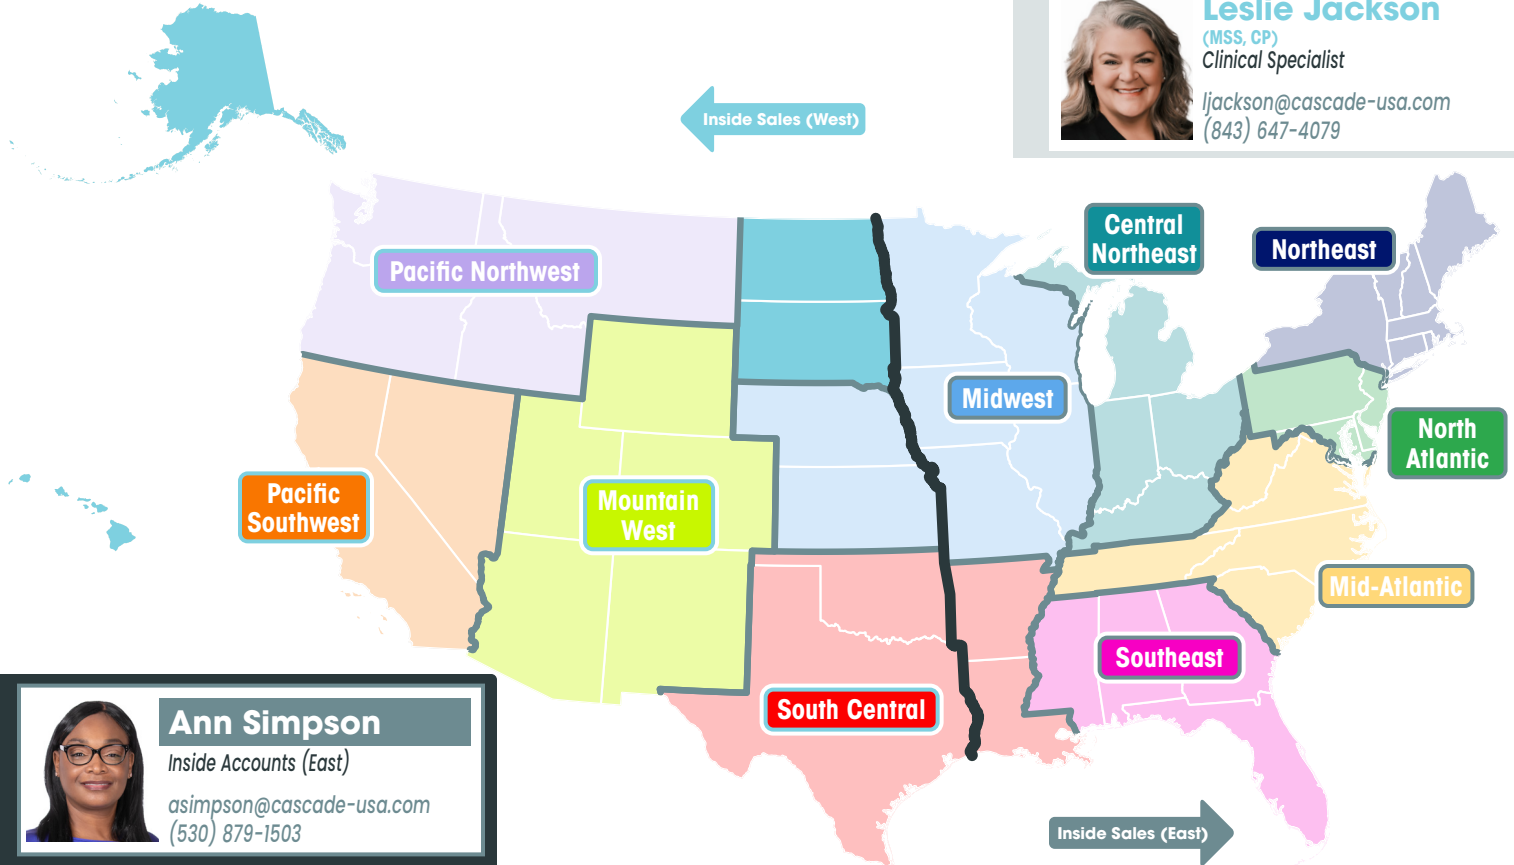 Leslie Jackson
(MSS, CP)
Clinical Specialist
ljackson@cascade-usa.com
(843) 647-4079
Inside Sales (West)
Central
Northeast
Northeast
Pacific Northwest
Midwest
North
Atlantic
Pacific
Southwest
Mountain
West
Mid-Atlantic
Southeast
South Central
Ann Simpson
Inside Accounts (East)
asimpson@cascade-usa.com
(530) 879-1503
Inside Sales (East)